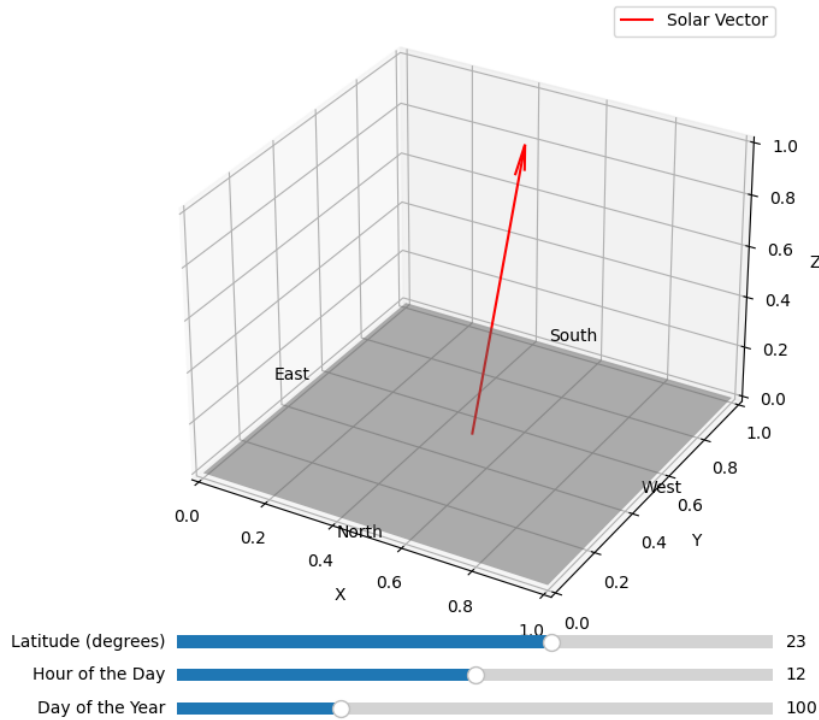 Solar Vector
1.0
0.8
Z
0.6
0.4
0.2
0.0
South
East
West
North
0.0
0.2
0.4
0.6
0.8
1.0
X
0.0
0.2
0.4
0.6
0.8
1.0
Y
Latitude (degrees) 23
Hour of the Day 12
Day of the Year 100